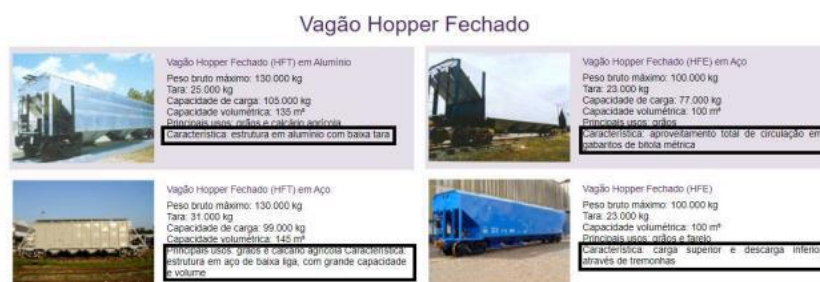 Vagão Hopper Fechado
Vagão Hopper Fechado (HFT) em Alumínio
Peso bruto máximo: 130.000 kg
Tara: 25.000 kg
Capacidade de carga: 105.000 kg
Capacidade volumétrica: 135 m³
Principais usos: grãos e calcário agrícola
Característica: estrutura em alumínio com baixa tara
Vagão Hopper Fechado (HFE) em Aço
Peso bruto máximo: 100.000 kg
Tara: 23.000 kg
Capacidade de carga: 77.000 kg
Capacidade volumétrica: 100 m³
Principais usos: grãos
Característica: aproveitamento total de circulação em
gabaritos de bitola métrica
Vagão Hopper Fechado (HFT) em Aço
Peso bruto máximo: 130.000 kg
Tara: 31.000 kg
Capacidade de carga: 99.000 kg
Capacidade volumétrica: 145 m³
Principais usos: grãos e calcário agrícola Característica:
estrutura em aço de baixa liga, com grande capacidade
e volume
Vagão Hopper Fechado (HFE)
Peso bruto máximo: 100.000 kg
Tara: 23.000 kg
Capacidade volumétrica: 100 m³
Principais usos: grãos e farelo
Característica: carga superior e descarga inferior
através de tremonhas